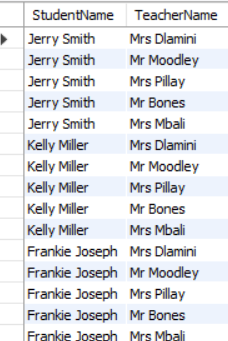 StudentName TeacherName
Jerry Smith Mrs Dlamini
Jerry Smith Mr Moodley
Jerry Smith Mrs Pillay
Jerry Smith Mr Bones
Jerry Smith Mrs Mbali
Kelly Miller Mrs Dlamini
Kelly Miller Mr Moodley
Kelly Miller Mrs Pillay
Kelly Miller Mr Bones
Kelly Miller Mrs Mbali
Frankie Joseph Mrs Dlamini
Frankie Joseph Mr Moodley
Frankie Joseph Mrs Pillay
Frankie Joseph Mr Bones
Frankie Joseph Mrs Mbali